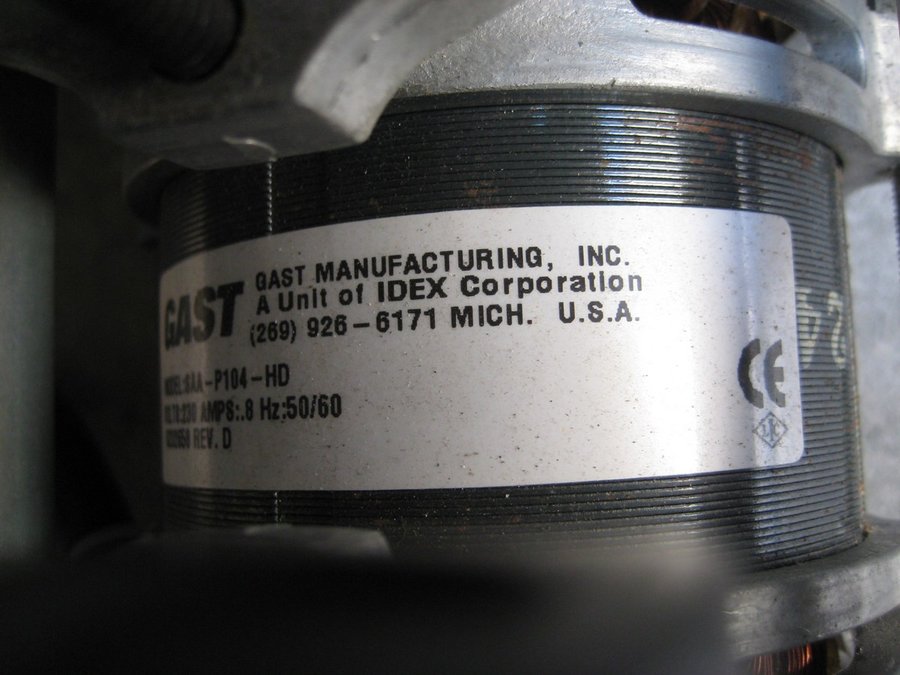 GAST
GAST MANUFACTURING, INC.
A Unit of IDEX Corporation
(269) 926-6171 MICH. U.S.A.
-P104-HD
AMPS:.8 Hz:50/60
REV. D
CE
24